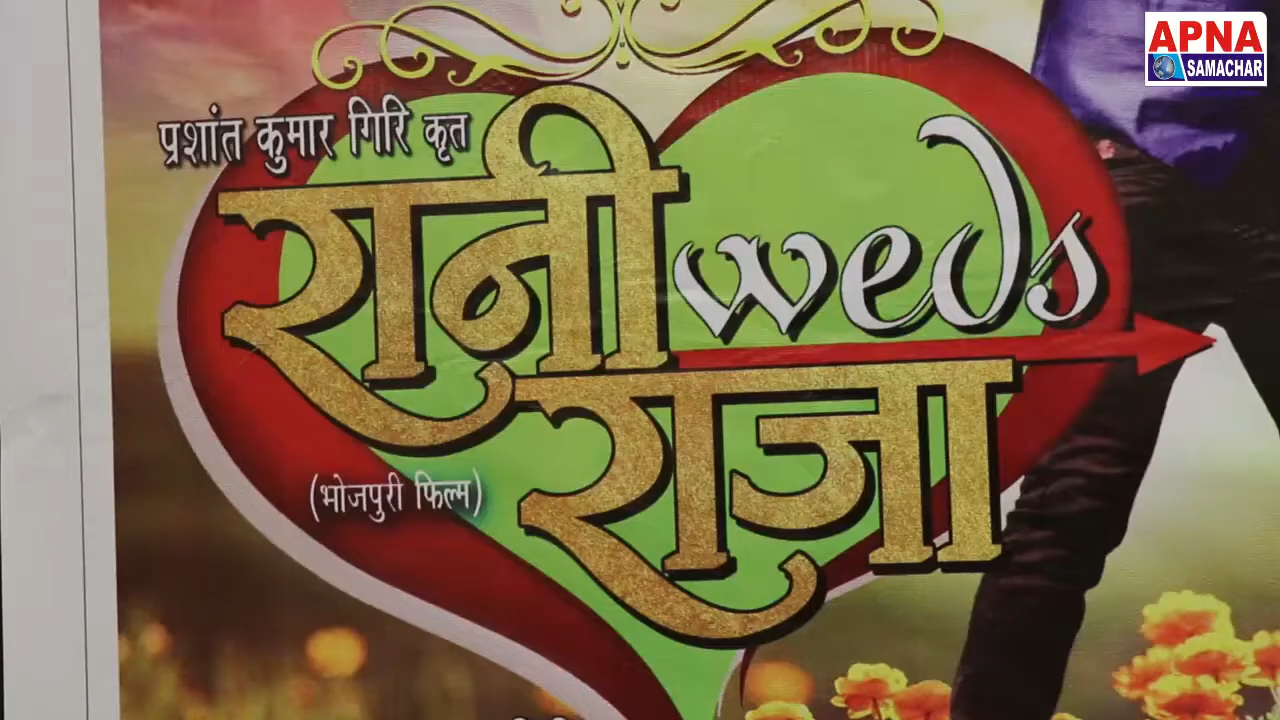 APNA
SAMACHAR
प्रशांत कुमार गिरि कृत
रानी weds
राजा
(भोजपुरी फिल्म)